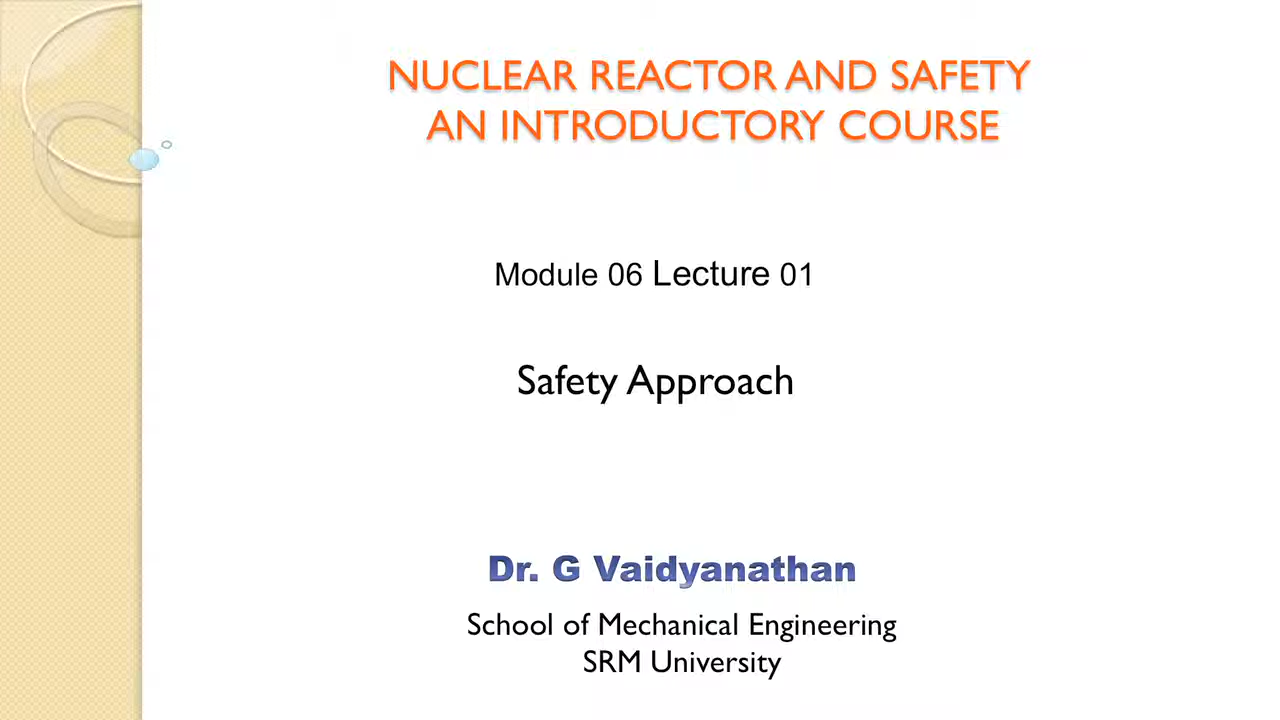 NUCLEAR REACTOR AND SAFETY
AN INTRODUCTORY COURSE
Module 06 Lecture 01
Safety Approach
Dr. G Vaidyanathan
School of Mechanical Engineering
SRM University